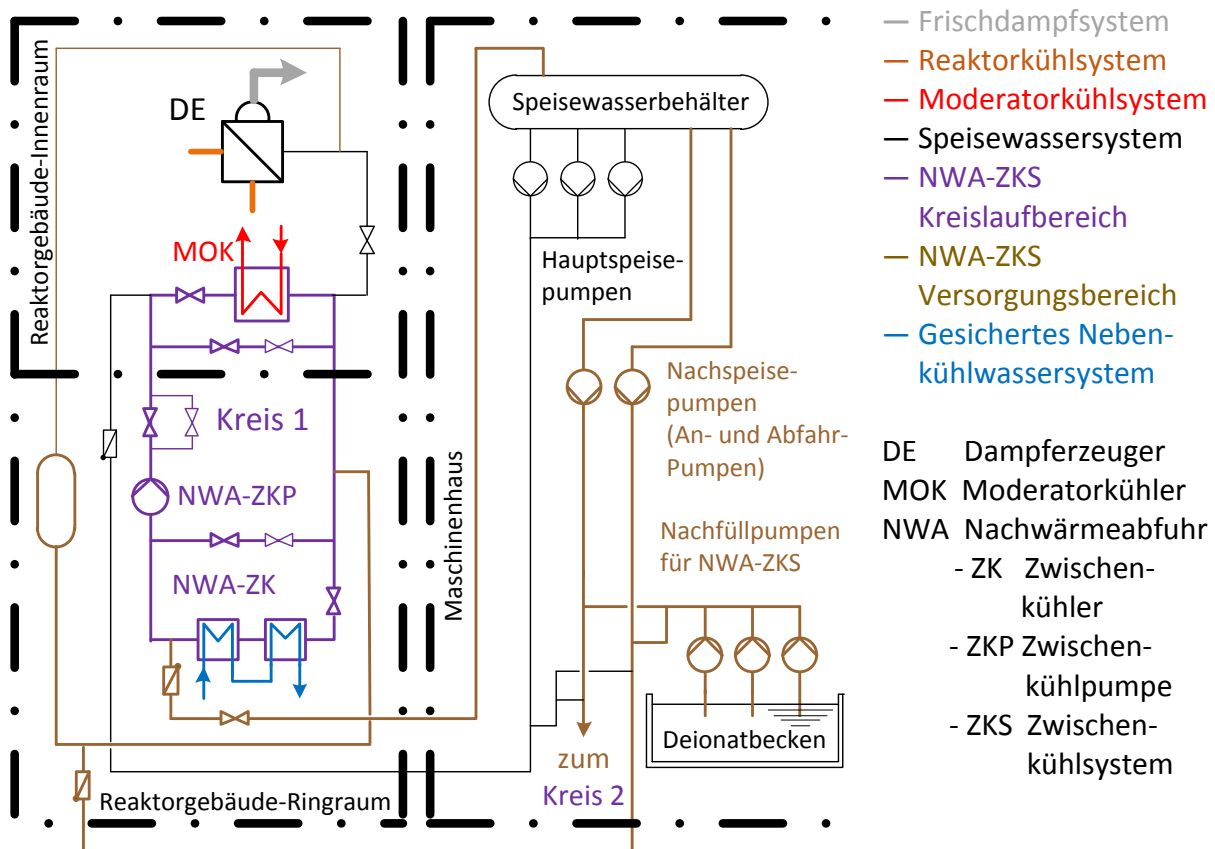 Reaktorgebäude-Innenraum
DE
MOK
Kreis 1
NWA-ZKP
NWA-ZK
Reaktorgebäude-Ringraum
Maschinenhaus
Speisewasserbehälter
Hauptspeise-
pumpen
Nachspeise-
pumpen
(An- und Abfahr-
Pumpen)
Nachfüllpumpen
für NWA-ZKS
Deionatbecken
zum
Kreis 2
— Frischdampfsystem
— Reaktorkühlsystem
— Moderatorkühlsystem
— Speisewassersystem
— NWA-ZKS
Kreislaufbereich
— NWA-ZKS
Versorgungsbereich
— Gesichertes Neben-
kühlwassersystem
DE Dampferzeuger
MOK Moderatorkühler
NWA Nachwärmeabfuhr
- ZK Zwischen-
kühler
- ZKP Zwischen-
kühlpumpe
- ZKS Zwischen-
kühlsystem